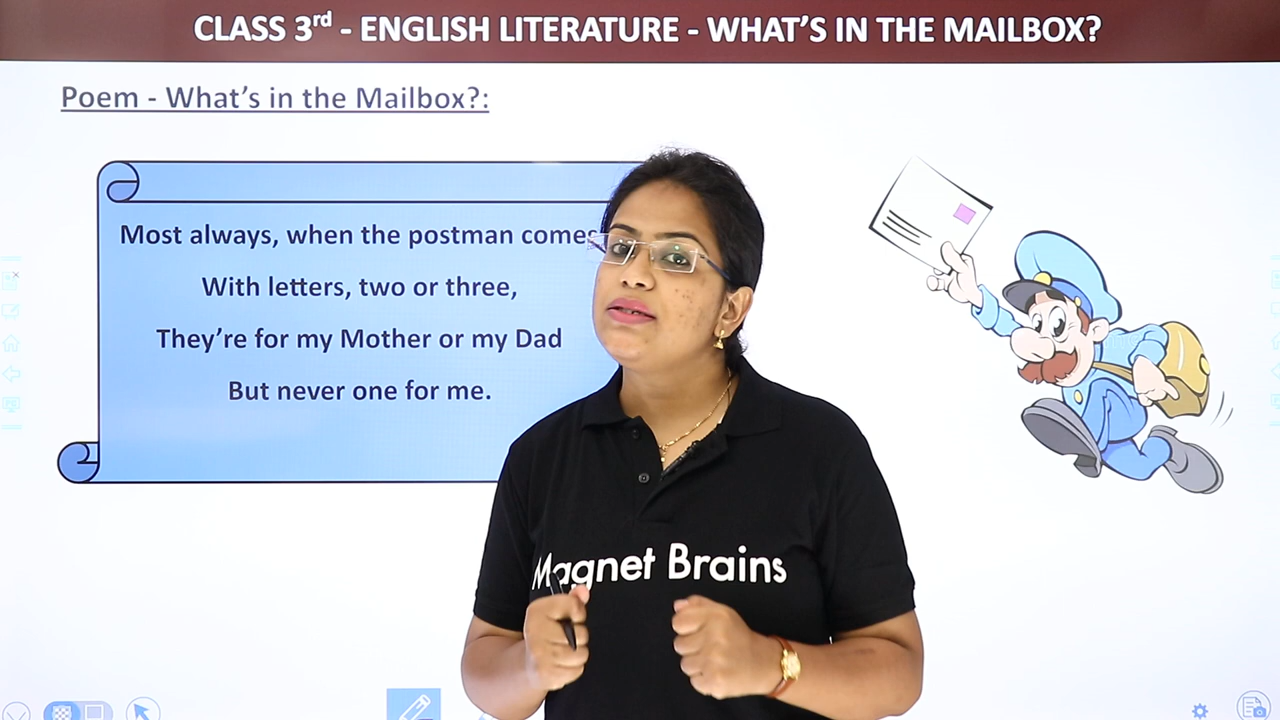 CLASS 3rd - ENGLISH LITERATURE - WHAT'S IN THE MAILBOX?
Poem - What's in the Mailbox?:
Most always, when the postman comes
With letters, two or three,
They're for my Mother or my Dad
But never one for me.
Magnet Brains